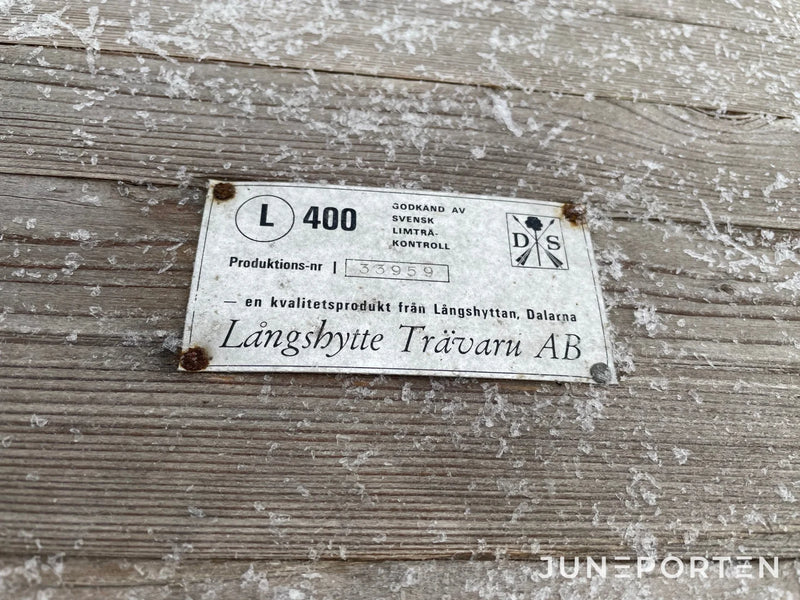 L 400
GODKÄND AV
SVENSK
LIMTRÄ-
KONTROLL
D S
Produktions-nr 33959
— en kvalitetsprodukt från Långshyttan, Dalarna
Långshytte Trävaru AB
JUNEPORTEN